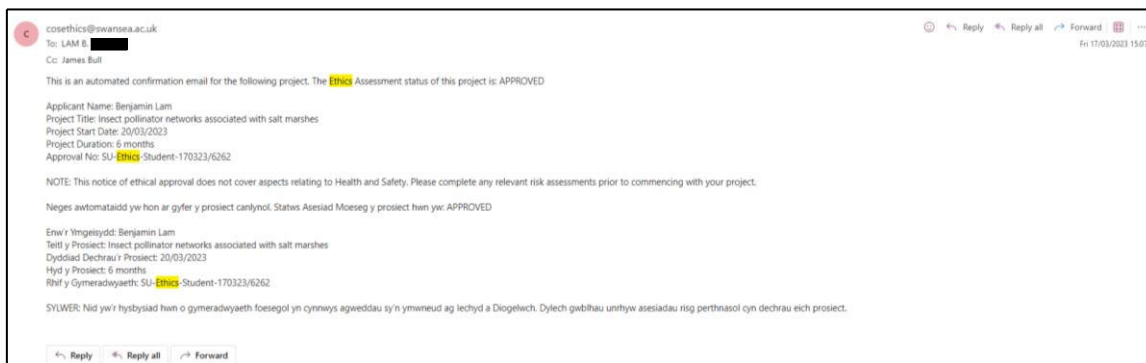 C
cosethics@swansea.ac.uk
Reply Reply all Forward
To: LAM B.
Fri 17/03/2023 15:07
Cc: James Bull
This is an automated confirmation email for the following project. The Ethics Assessment status of this project is: APPROVED
Applicant Name: Benjamin Lam
Project Title: Insect pollinator networks associated with salt marshes
Project Start Date: 20/03/2023
Project Duration: 6 months
Approval No: SU-Ethics-Student-170323/6262
NOTE: This notice of ethical approval does not cover aspects relating to Health and Safety. Please complete any relevant risk assessments prior to commencing with your project.
Neges awtomataidd yw hon ar gyfer y prosiect canlynol. Statws Asesiad Moeseg y prosiect hwn yw: APPROVED
Enw'r Ymgeisydd: Benjamin Lam
Teitl y Prosiect: Insect pollinator networks associated with salt marshes
Dyddiad Dechrau'r Prosiect: 20/03/2023
Hyd y Prosiect: 6 months
Rhif y Gymeradwyaeth: SU-Ethics-Student-170323/6262
SYLWER: Nid yw'r hysbysiad hwn o gymeradwyaeth foesegol yn cynnwys agweddau sy'n ymwneud ag Iechyd a Diogelwch. Dylech gwblhau unrhyw asesiadau risg perthnasol cyn dechrau eich prosiect.
Reply Reply all Forward